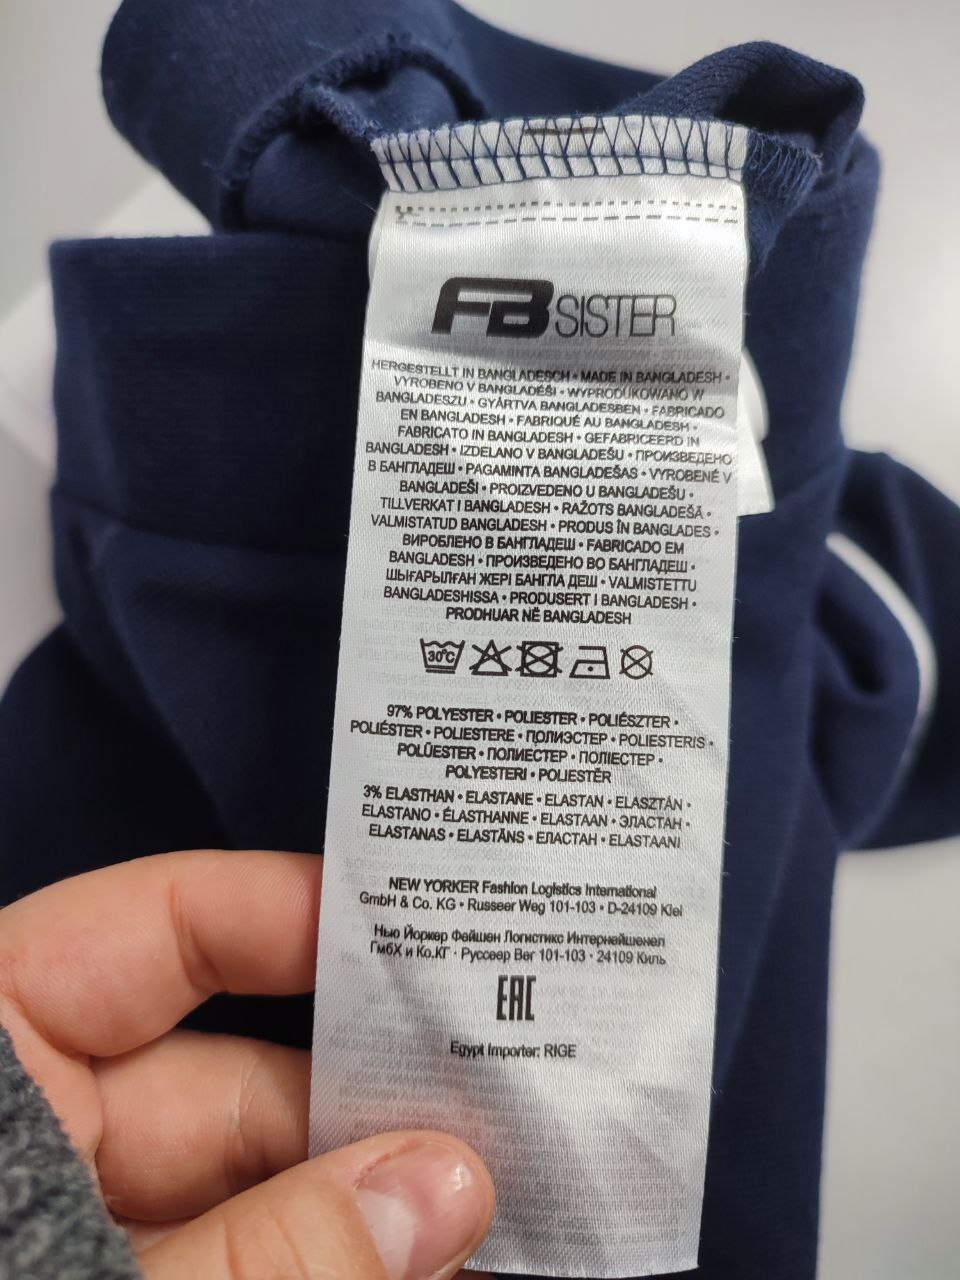 FB SISTER
HERGESTELLT IN BANGLADESCH • MADE IN BANGLADESH •
VYROBENO V BANGLADÉŠI • WYPRODUKOWANO W
BANGLADESZU • GYÁRTVA BANGLADESBEN • FABRICADO
EN BANGLADESH • FABRIQUÉ AU BANGLADESH •
FABRICATO IN BANGLADESH • GEFABRICEERD IN
BANGLADESH • IZDELANO V BANGLADEŠU • ПРОИЗВЕДЕНО
В БАНГЛАДЕШ • PAGAMINTA BANGLADEŠAS • VYROBENÉ V
BANGLADEŠI • PROIZVEDENO U BANGLADEŠU •
TILLVERKAT I BANGLADESH • RAŽOTS BANGLADEŠĀ •
VALMISTATUD BANGLADESH • PRODUS ÎN BANGLADES •
ВИРОБЛЕНО В БАНГЛАДЕШ • FABRICADO EM
BANGLADESH • ПРОИЗВЕДЕНО ВО БАНГЛАДЕШ •
ШЫҒАРЫЛҒАН ЖЕРІ БАНГЛА ДЕШ • VALMISTETTU
BANGLADESHISSA • PRODUSERT I BANGLADESH •
PRODHUAR NË BANGLADESH
30°C
97% POLYESTER • POLIESTER • POLIÉSZTER •
POLIÉSTER • POLIESTERE • ПОЛИЭСТЕР • POLIESTERIS •
POLÜESTER • ПОЛИЕСТЕР • ПОЛІЕСТЕР •
POLYESTERI • POLIESTËR
3% ELASTHAN • ELASTANE • ELASTAN • ELASZTÁN •
ELASTANO • ÉLASTHANNE • ELASTAAN • ЭЛАСТАН •
ELASTANAS • ELASTĀNS • ЕЛАСТАН • ELASTAANI
NEW YORKER Fashion Logistics International
GmbH & Co. KG • Russeer Weg 101-103 • D-24109 Kiel
Нью Йоркер Фейшен Логистикс Интернейшенел
ГмбХ и Ко.КГ · Руссеер Вег 101-103 · 24109 Киль
EAC
Egypt Importer: RIGE